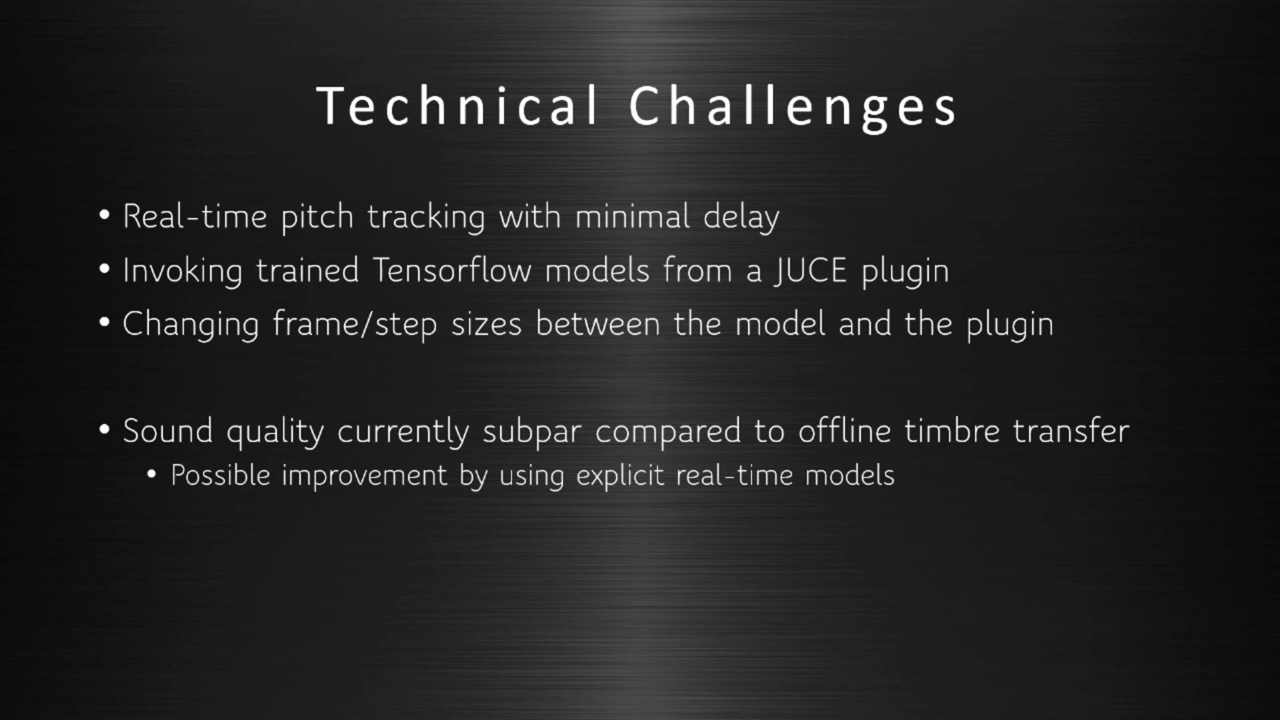 Technical Challenges
• Real-time pitch tracking with minimal delay
• Invoking trained Tensorflow models from a JUCE plugin
• Changing frame/step sizes between the model and the plugin
• Sound quality currently subpar compared to offline timbre transfer
• Possible improvement by using explicit real-time models